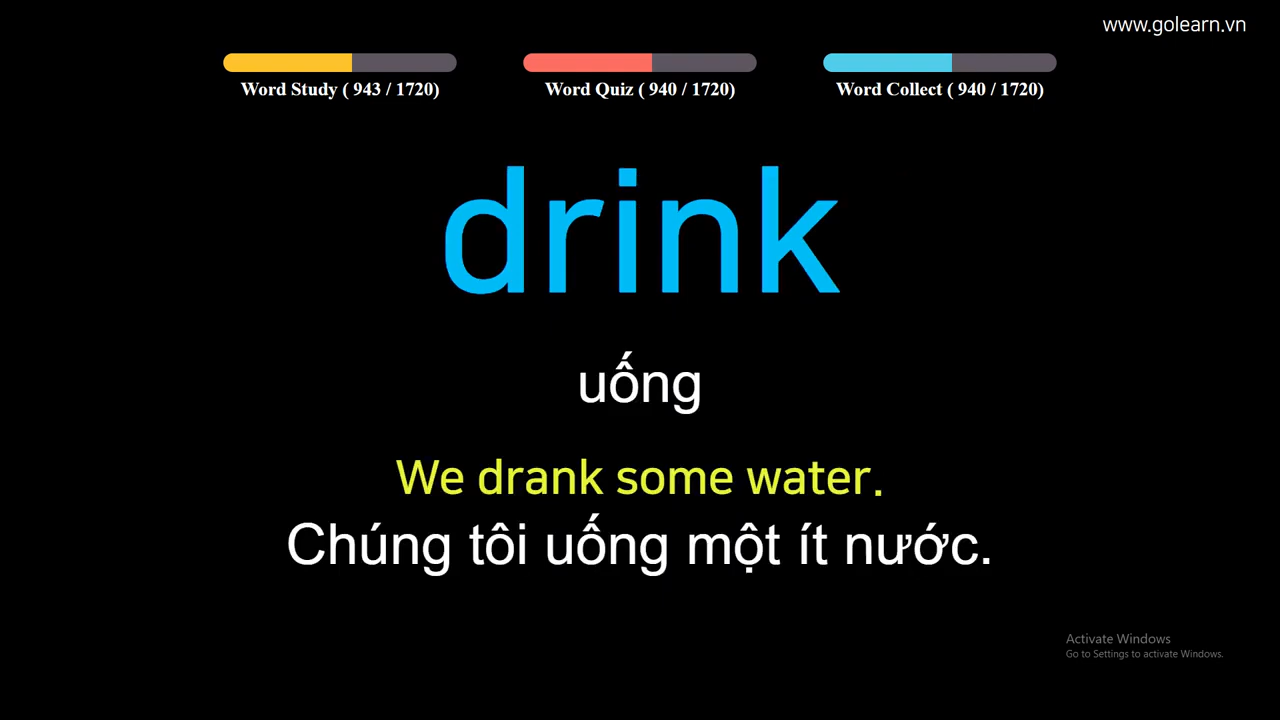 www.golearn.vn
Word Study ( 943 / 1720)
Word Quiz ( 940 / 1720)
Word Collect ( 940 / 1720)
drink
uống
We drank some water.
Chúng tôi uống một ít nước.
Activate Windows
Go to Settings to activate Windows.